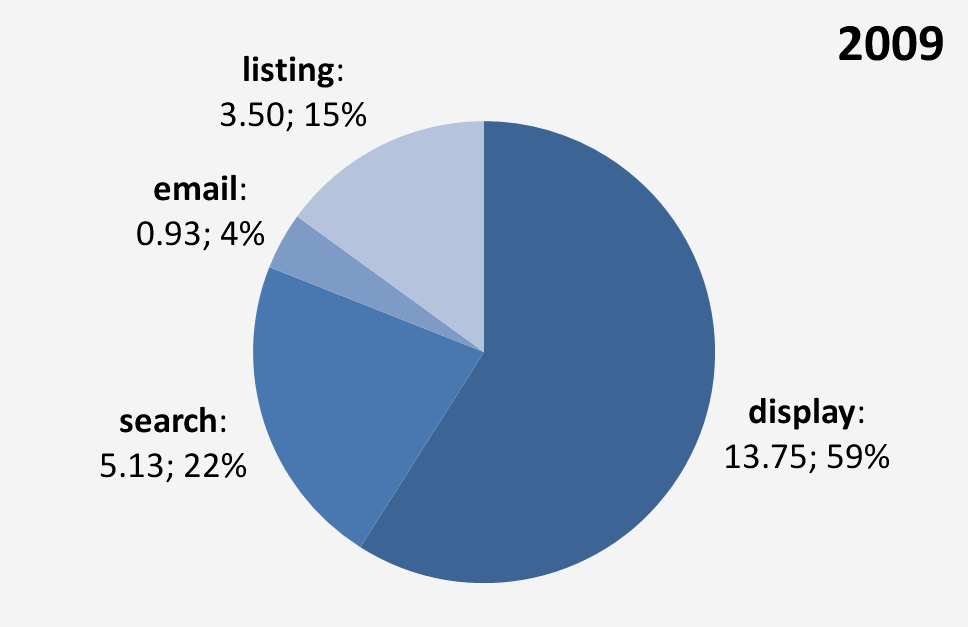 2009
listing:
3.50; 15%
email:
0.93; 4%
search:
5.13; 22%
display:
13.75; 59%